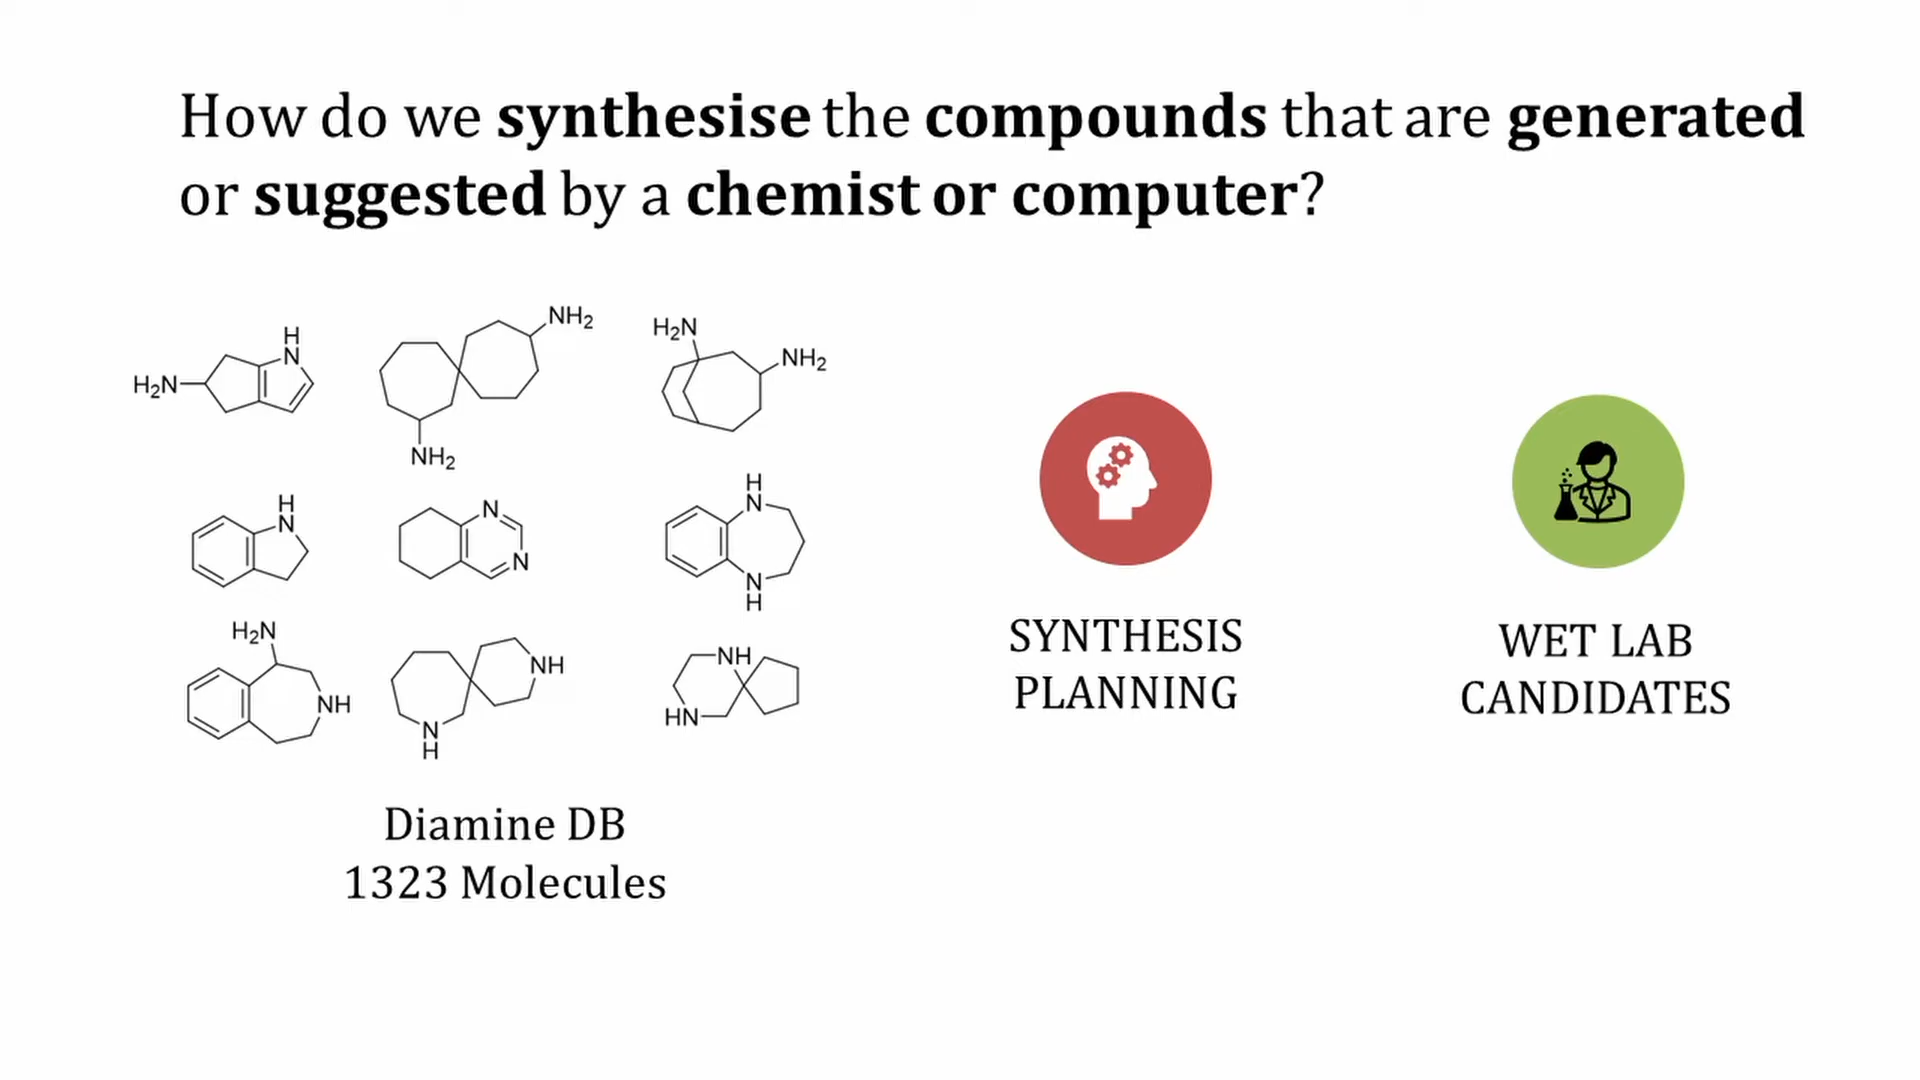 How do we synthesise the compounds that are generated
or suggested by a chemist or computer?
H
N
H₂N
NH₂
NH₂
H₂N
NH₂
H
N
N
N
H
N
N
H
H₂N
NH
NH
N
H
NH
HN
Diamine DB
1323 Molecules
SYNTHESIS
PLANNING
WET LAB
CANDIDATES